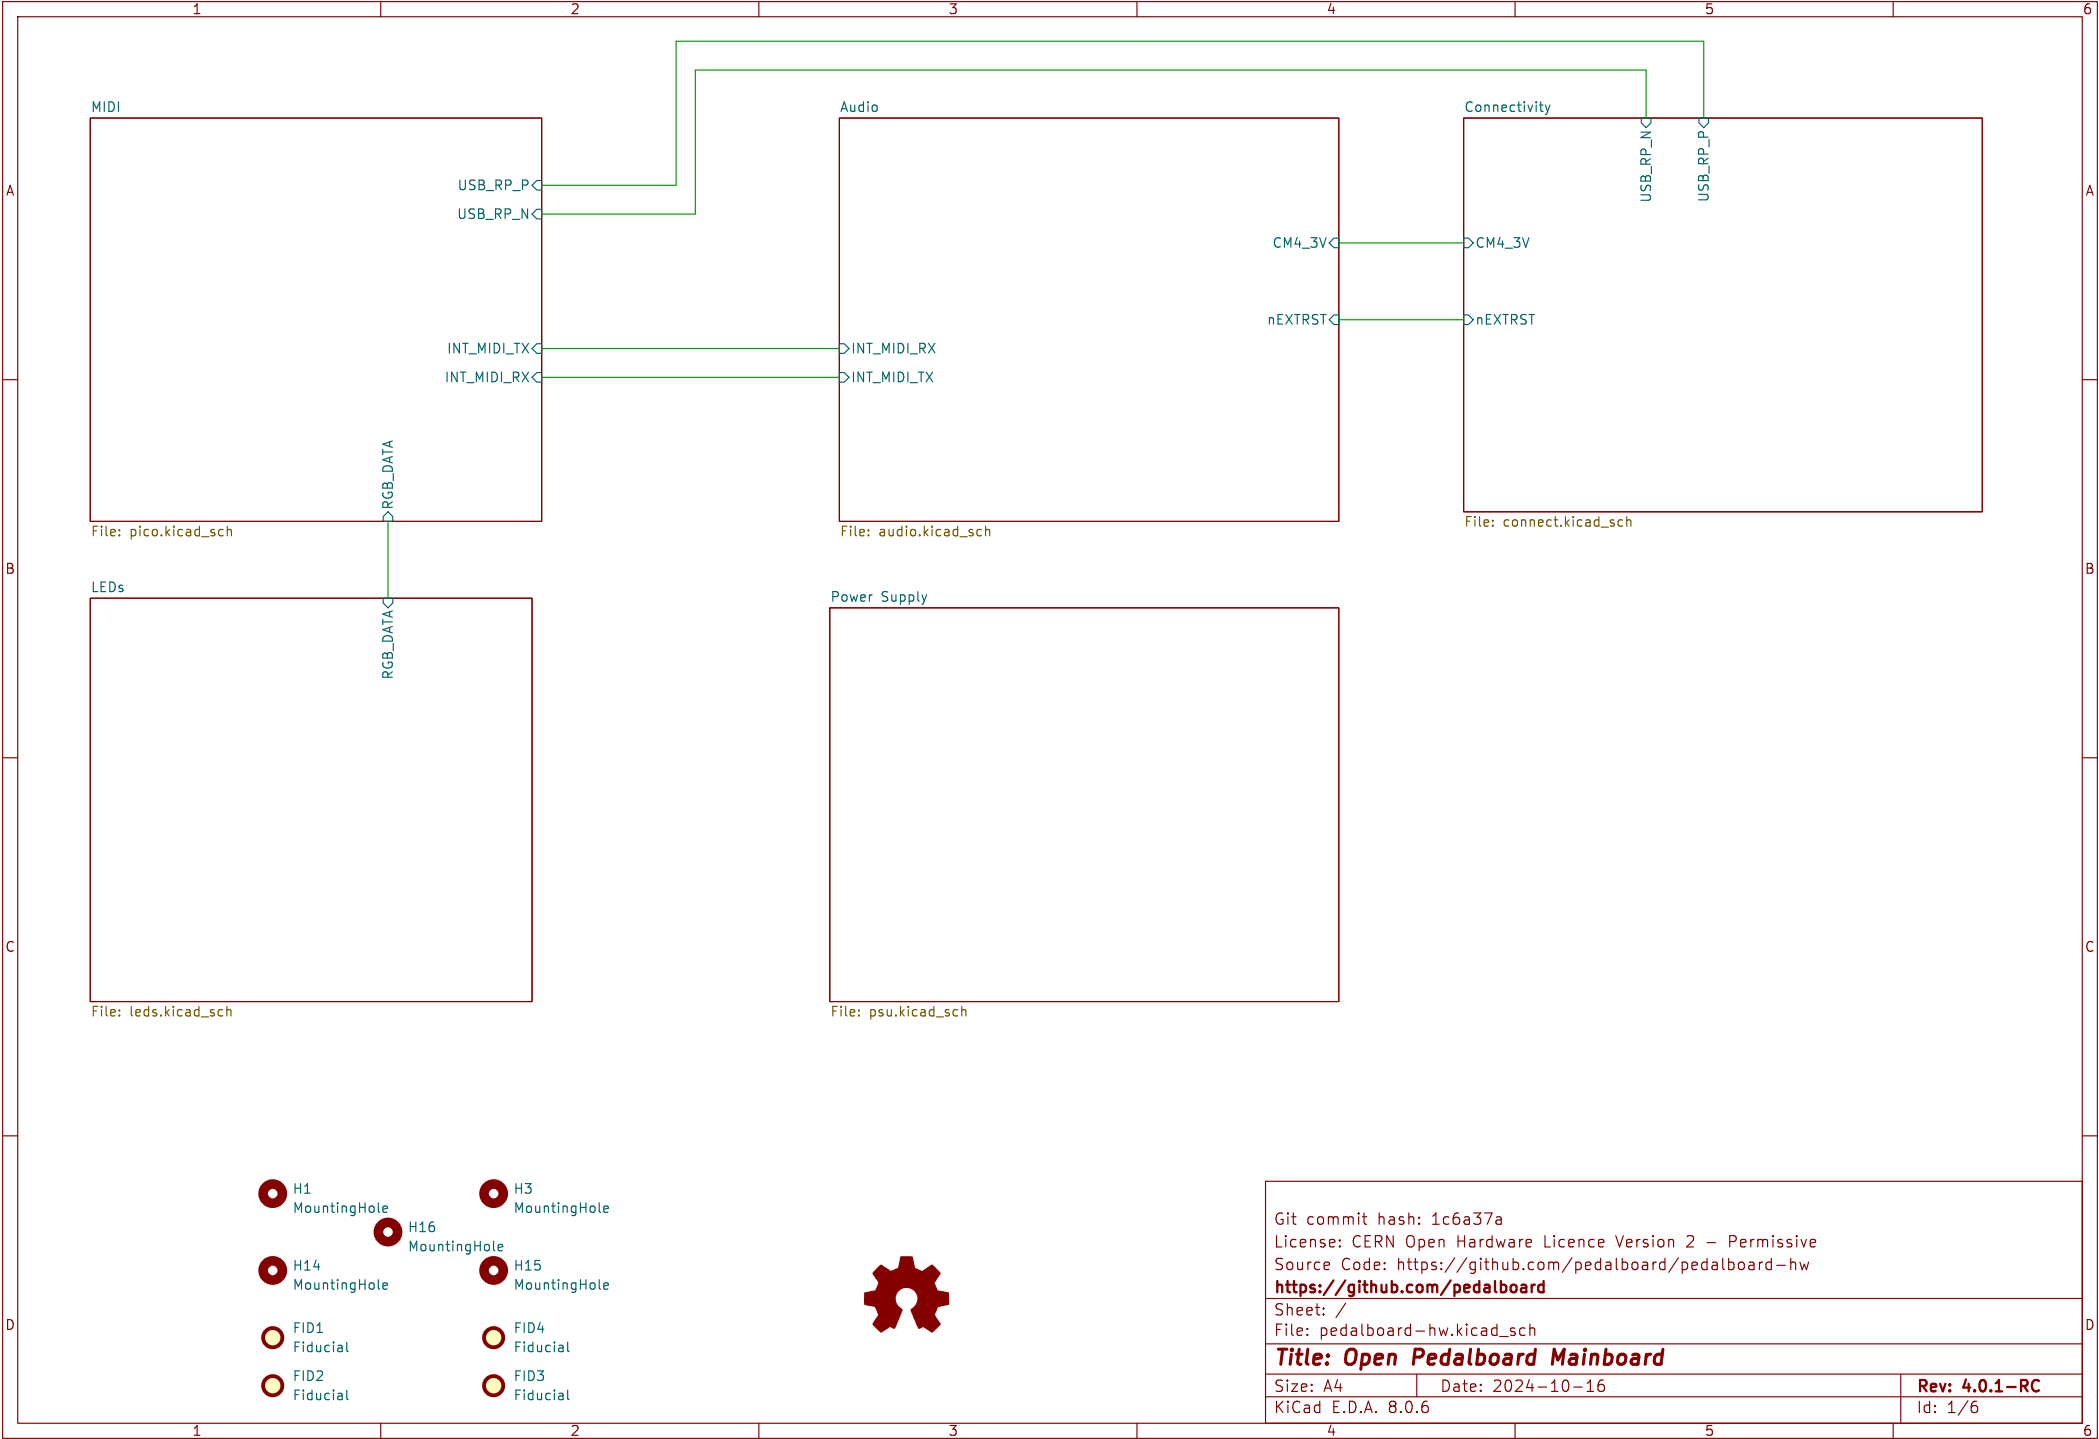 1 2 3 4 5 6
MIDI
Audio
Connectivity
USB_RP_N
USB_RP_P
A
USB_RP_P
A
USB_RP_N
CM4_3V
CM4_3V
nEXTRST
nEXTRST
INT_MIDI_TX
INT_MIDI_RX
INT_MIDI_RX
INT_MIDI_TX
RGB_DATA
File: pico.kicad_sch
File: audio.kicad_sch
File: connect.kicad_sch
B
B
LEDs
Power Supply
RGB_DATA
C
C
File: leds.kicad_sch
File: psu.kicad_sch
H1
MountingHole
H3
MountingHole
H16
MountingHole
H14
MountingHole
H15
MountingHole
FID1
Fiducial
FID4
Fiducial
FID2
Fiducial
FID3
Fiducial
D
D
Git commit hash: 1c6a37a
License: CERN Open Hardware Licence Version 2 - Permissive
Source Code: https://github.com/pedalboard/pedalboard-hw
https://github.com/pedalboard
Sheet: /
File: pedalboard-hw.kicad_sch
Title: Open Pedalboard Mainboard
Size: A4
Date: 2024-10-16
Rev: 4.0.1-RC
KiCad E.D.A. 8.0.6
Id: 1/6
1 2 3 4 5 6